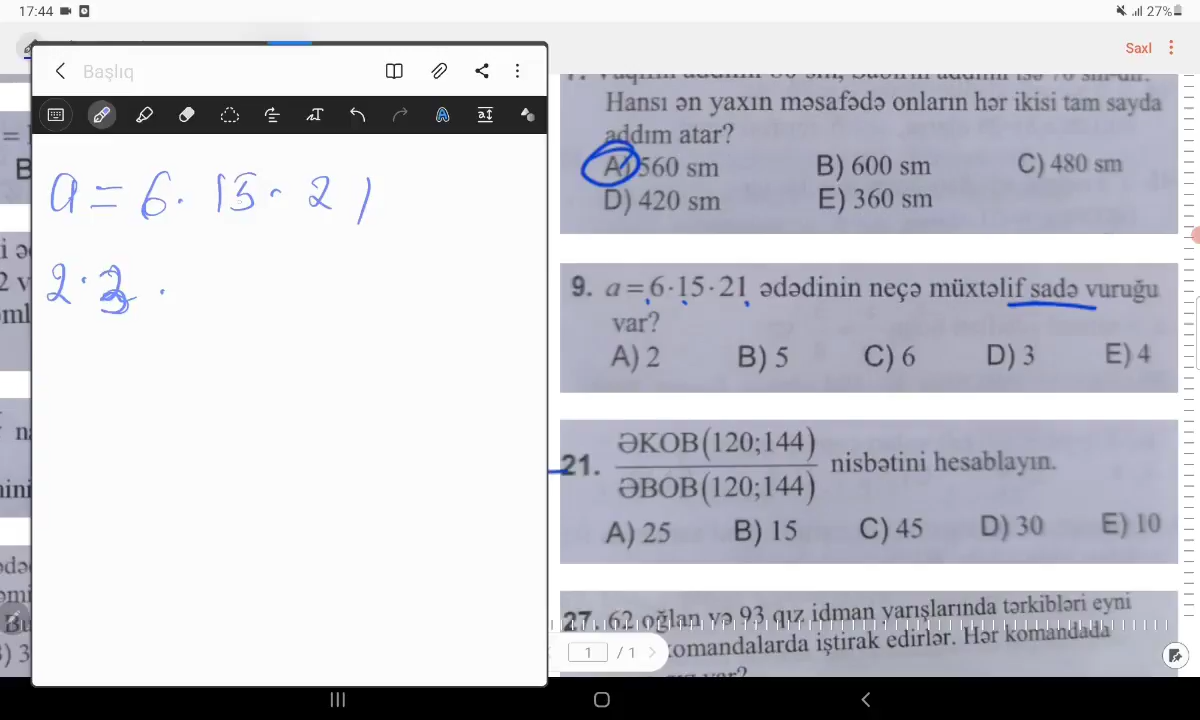 17:44
27%
Başlıq
Saxl
a = 6 · 15 · 21
2 · 3 ·
Hansı ən yaxın məsafədə onların hər ikisi tam sayda
addım atar?
A) 560 sm B) 600 sm C) 480 sm
D) 420 sm E) 360 sm
9. a = 6·15·21 ədədinin neçə müxtəlif sadə vuruğu
var?
A) 2 B) 5 C) 6 D) 3 E) 4
21. ƏKOB(120;144)
ƏBOB(120;144) nisbətini hesablayın.
A) 25 B) 15 C) 45 D) 30 E) 10
27. 62 oğlan və 93 qız idman yarışlarında tərkibləri eyni
komandalarda iştirak edirlər. Hər komandada
1 / 1